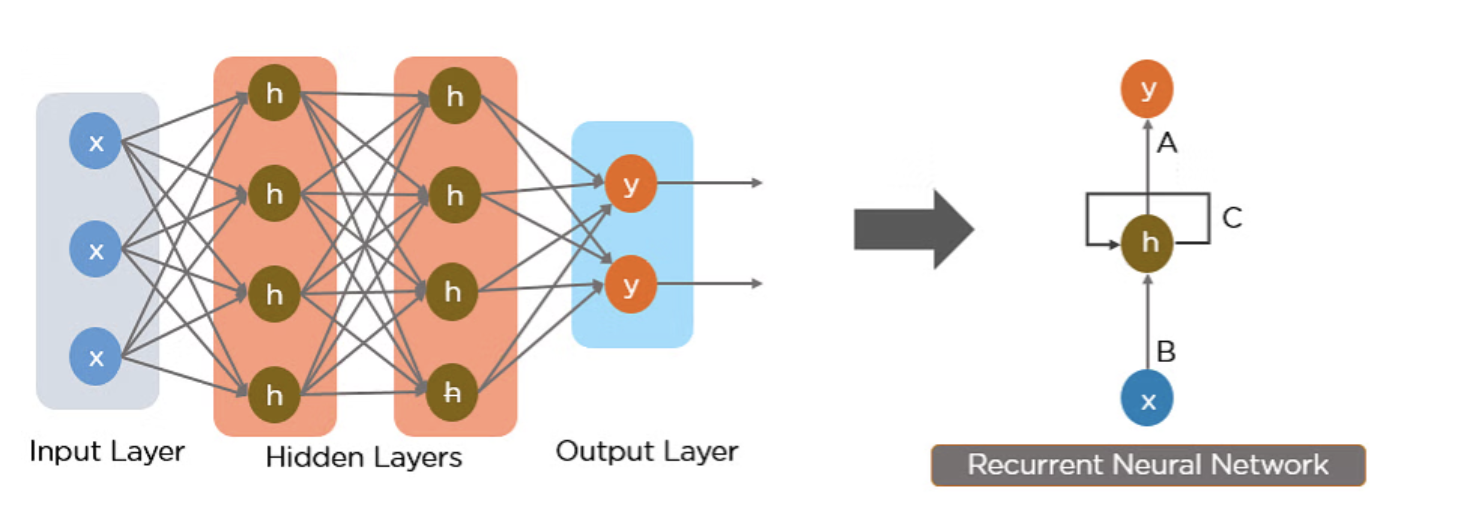 x
x
x
h
h
h
h
h
h
h
h
y
y
Input Layer
Hidden Layers
Output Layer
y
A
C
h
B
x
Recurrent Neural Network